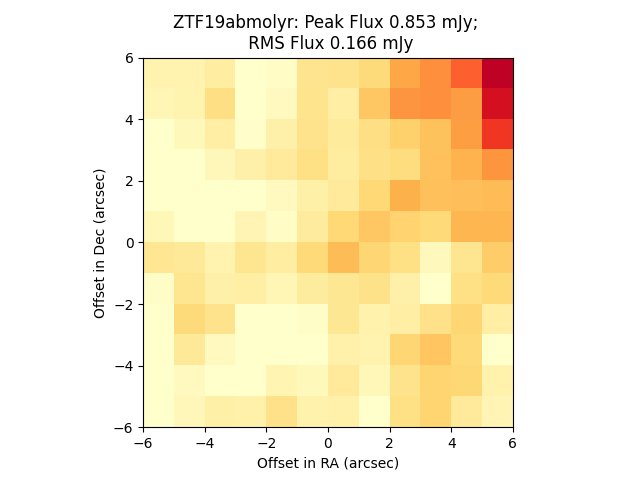 ZTF19abmolyr: Peak Flux 0.853 mJy;
RMS Flux 0.166 mJy
6
4
2
0
−2
−4
−6
Offset in Dec (arcsec)
−6 −4 −2 0 2 4 6
Offset in RA (arcsec)